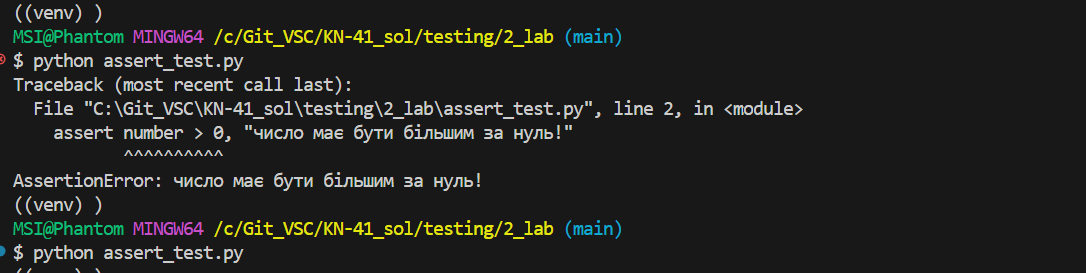 ((venv) )
MSI@Phantom MINGW64 /c/Git_VSC/KN-41_sol/testing/2_lab (main)
$ python assert_test.py
Traceback (most recent call last):
  File "C:\Git_VSC\KN-41_sol\testing\2_lab\assert_test.py", line 2, in <module>
    assert number > 0, "число має бути більшим за нуль!"
           ^^^^^^^^^^
AssertionError: число має бути більшим за нуль!
((venv) )
MSI@Phantom MINGW64 /c/Git_VSC/KN-41_sol/testing/2_lab (main)
$ python assert_test.py